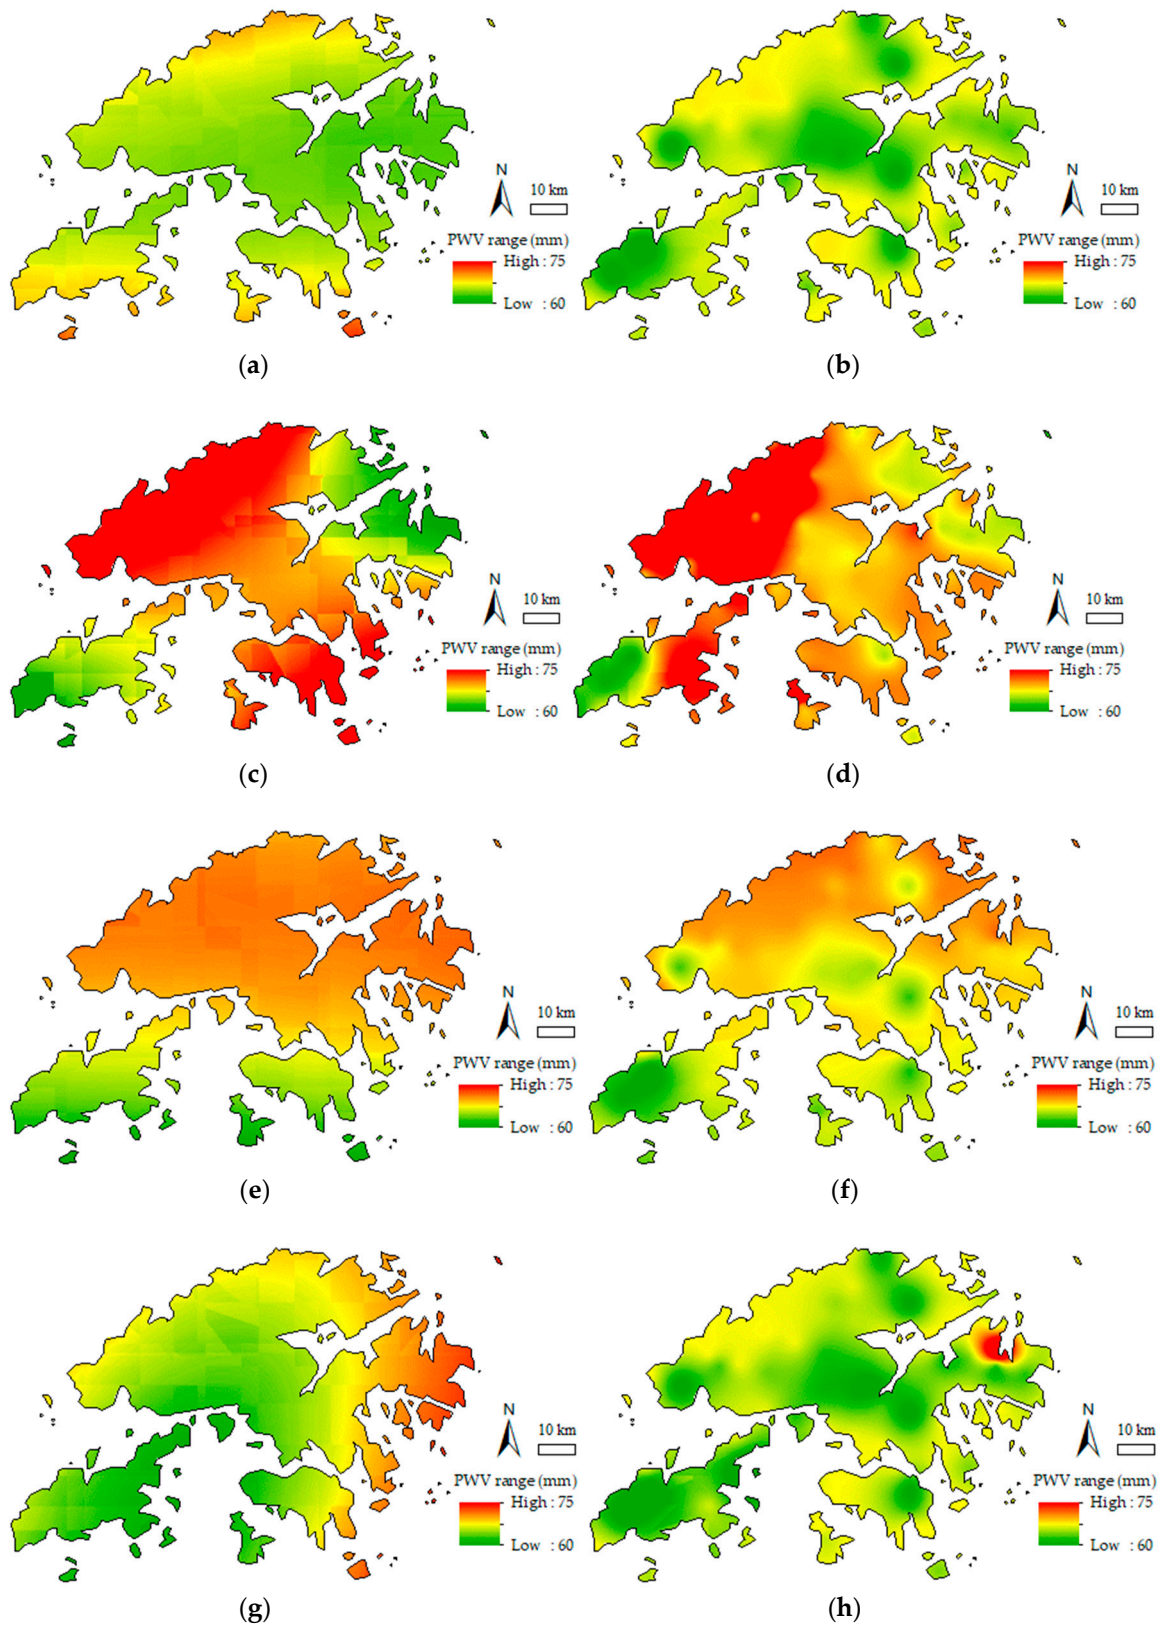 N
10 km
PWV range (mm)
High : 75
Low : 60
(a)
N
10 km
PWV range (mm)
High : 75
Low : 60
(b)
N
10 km
PWV range (mm)
High : 75
Low : 60
(c)
N
10 km
PWV range (mm)
High : 75
Low : 60
(d)
N
10 km
PWV range (mm)
High : 75
Low : 60
(e)
N
10 km
PWV range (mm)
High : 75
Low : 60
(f)
N
10 km
PWV range (mm)
High : 75
Low : 60
(g)
N
10 km
PWV range (mm)
High : 75
Low : 60
(h)